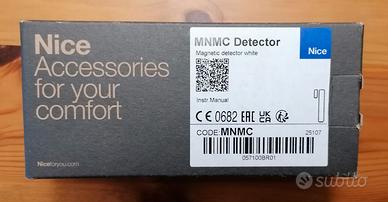 Nice
Accessories
for your
comfort
Niceforyou.com
MNMC Detector
Magnetic detector white
Nice
Instr.Manual
CE 0682 EAC UKCA
CODE:MNMC
25107
057100BR01
subito